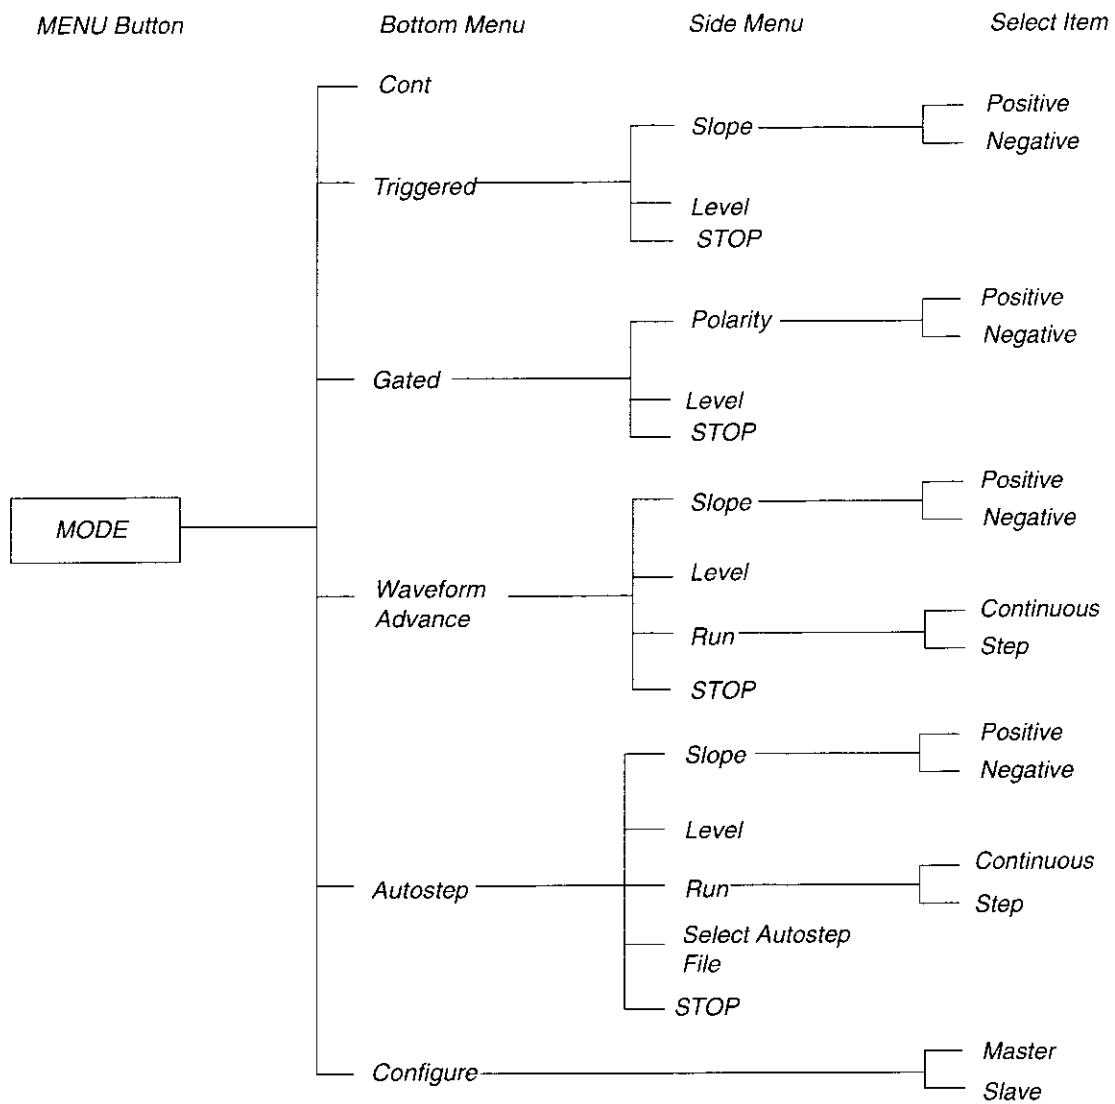 MENU Button Bottom Menu Side Menu Select Item
Cont
Triggered
Slope
Positive
Negative
Level
STOP
Gated
Polarity
Positive
Negative
Level
STOP
MODE
Waveform
Advance
Slope
Positive
Negative
Level
Run
Continuous
Step
STOP
Autostep
Slope
Positive
Negative
Level
Run
Continuous
Step
Select Autostep
File
STOP
Configure
Master
Slave